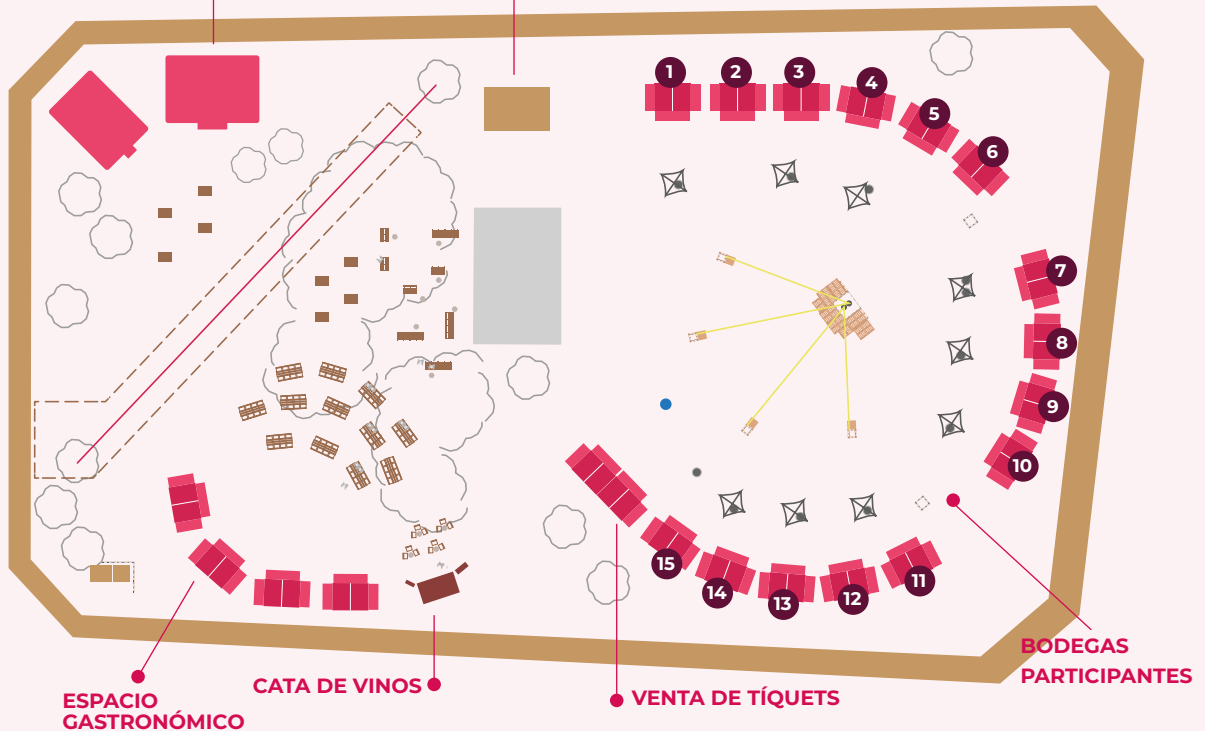 1
2
3
4
5
6
7
8
9
10
11
12
13
14
15
BODEGAS
PARTICIPANTES
CATA DE VINOS
VENTA DE TÍQUETS
ESPACIO
GASTRONÓMICO